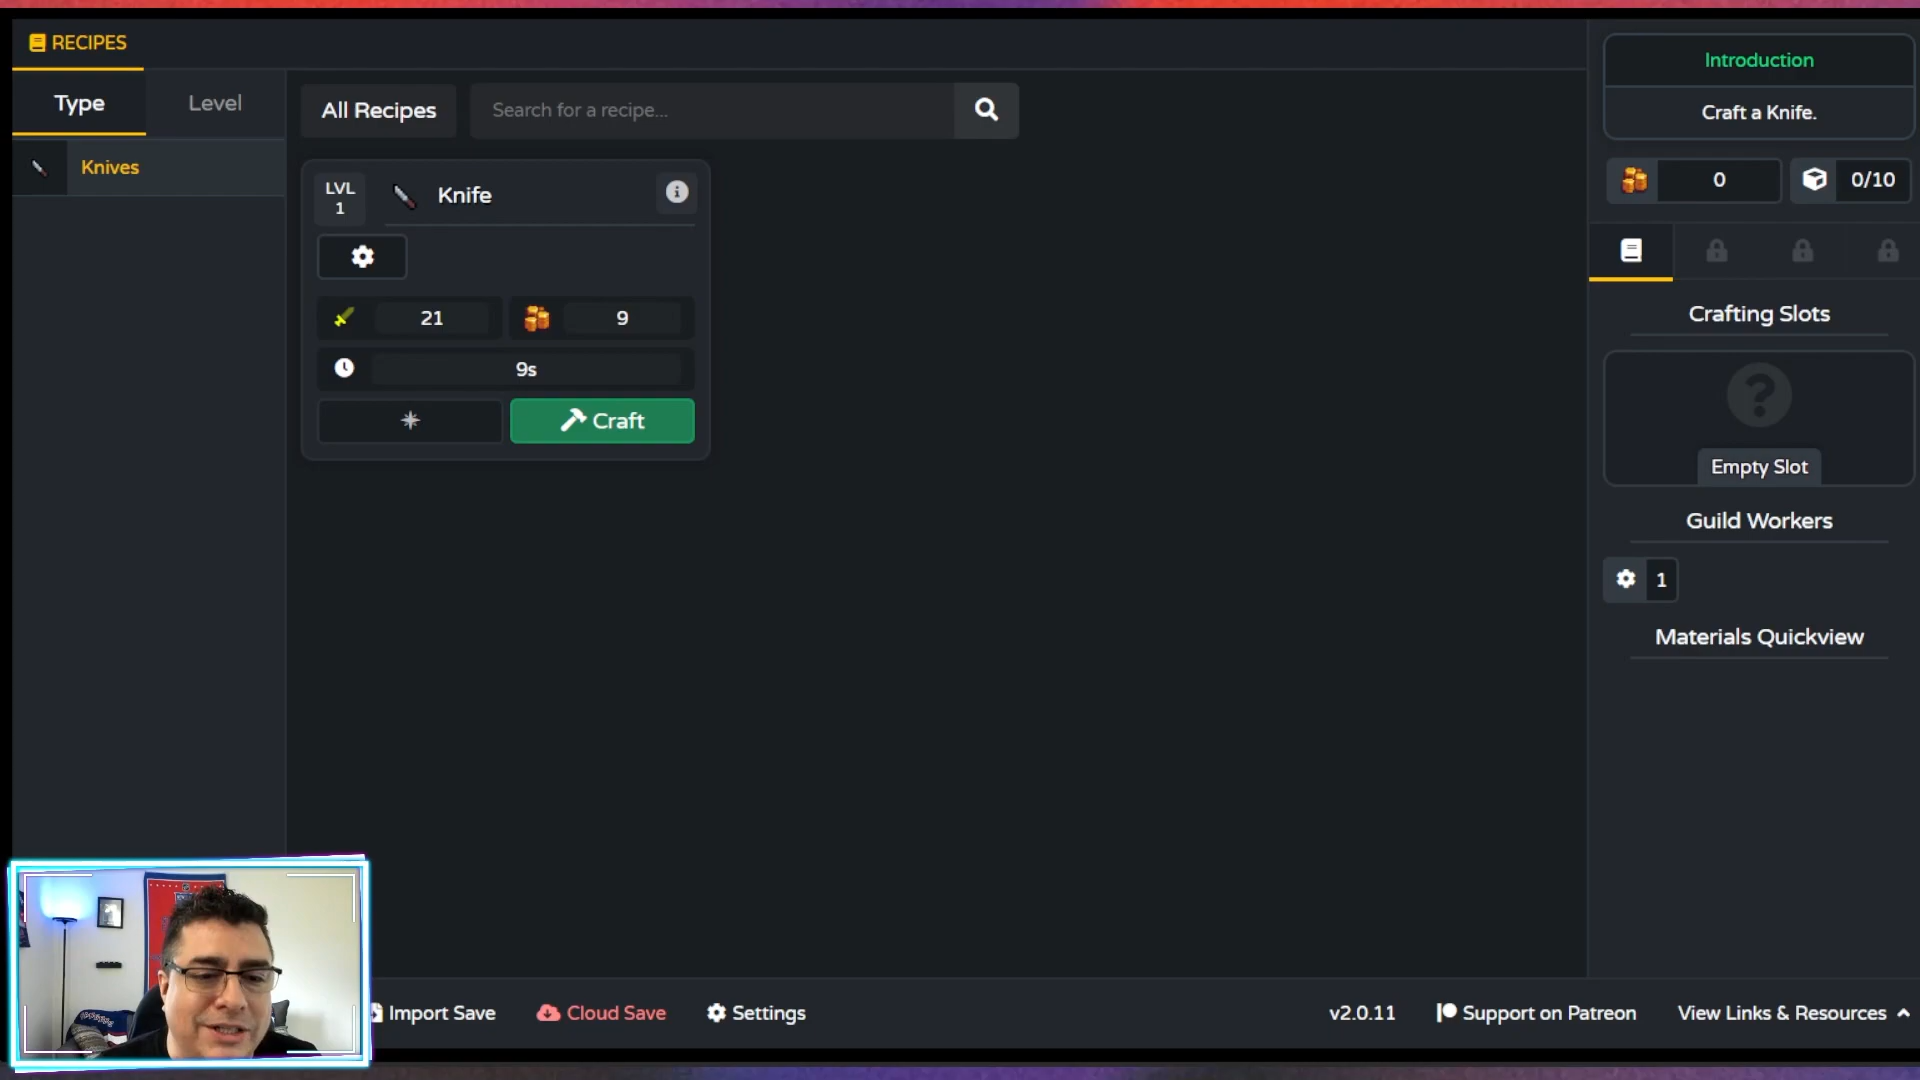 RECIPES
Type
Level
Knives
All Recipes
Search for a recipe...
LVL
1
Knife
21
9
9s
Craft
Introduction
Craft a Knife.
0
0/10
Crafting Slots
Empty Slot
Guild Workers
1
Materials Quickview
Import Save
Cloud Save
Settings
v2.0.11
Support on Patreon
View Links & Resources